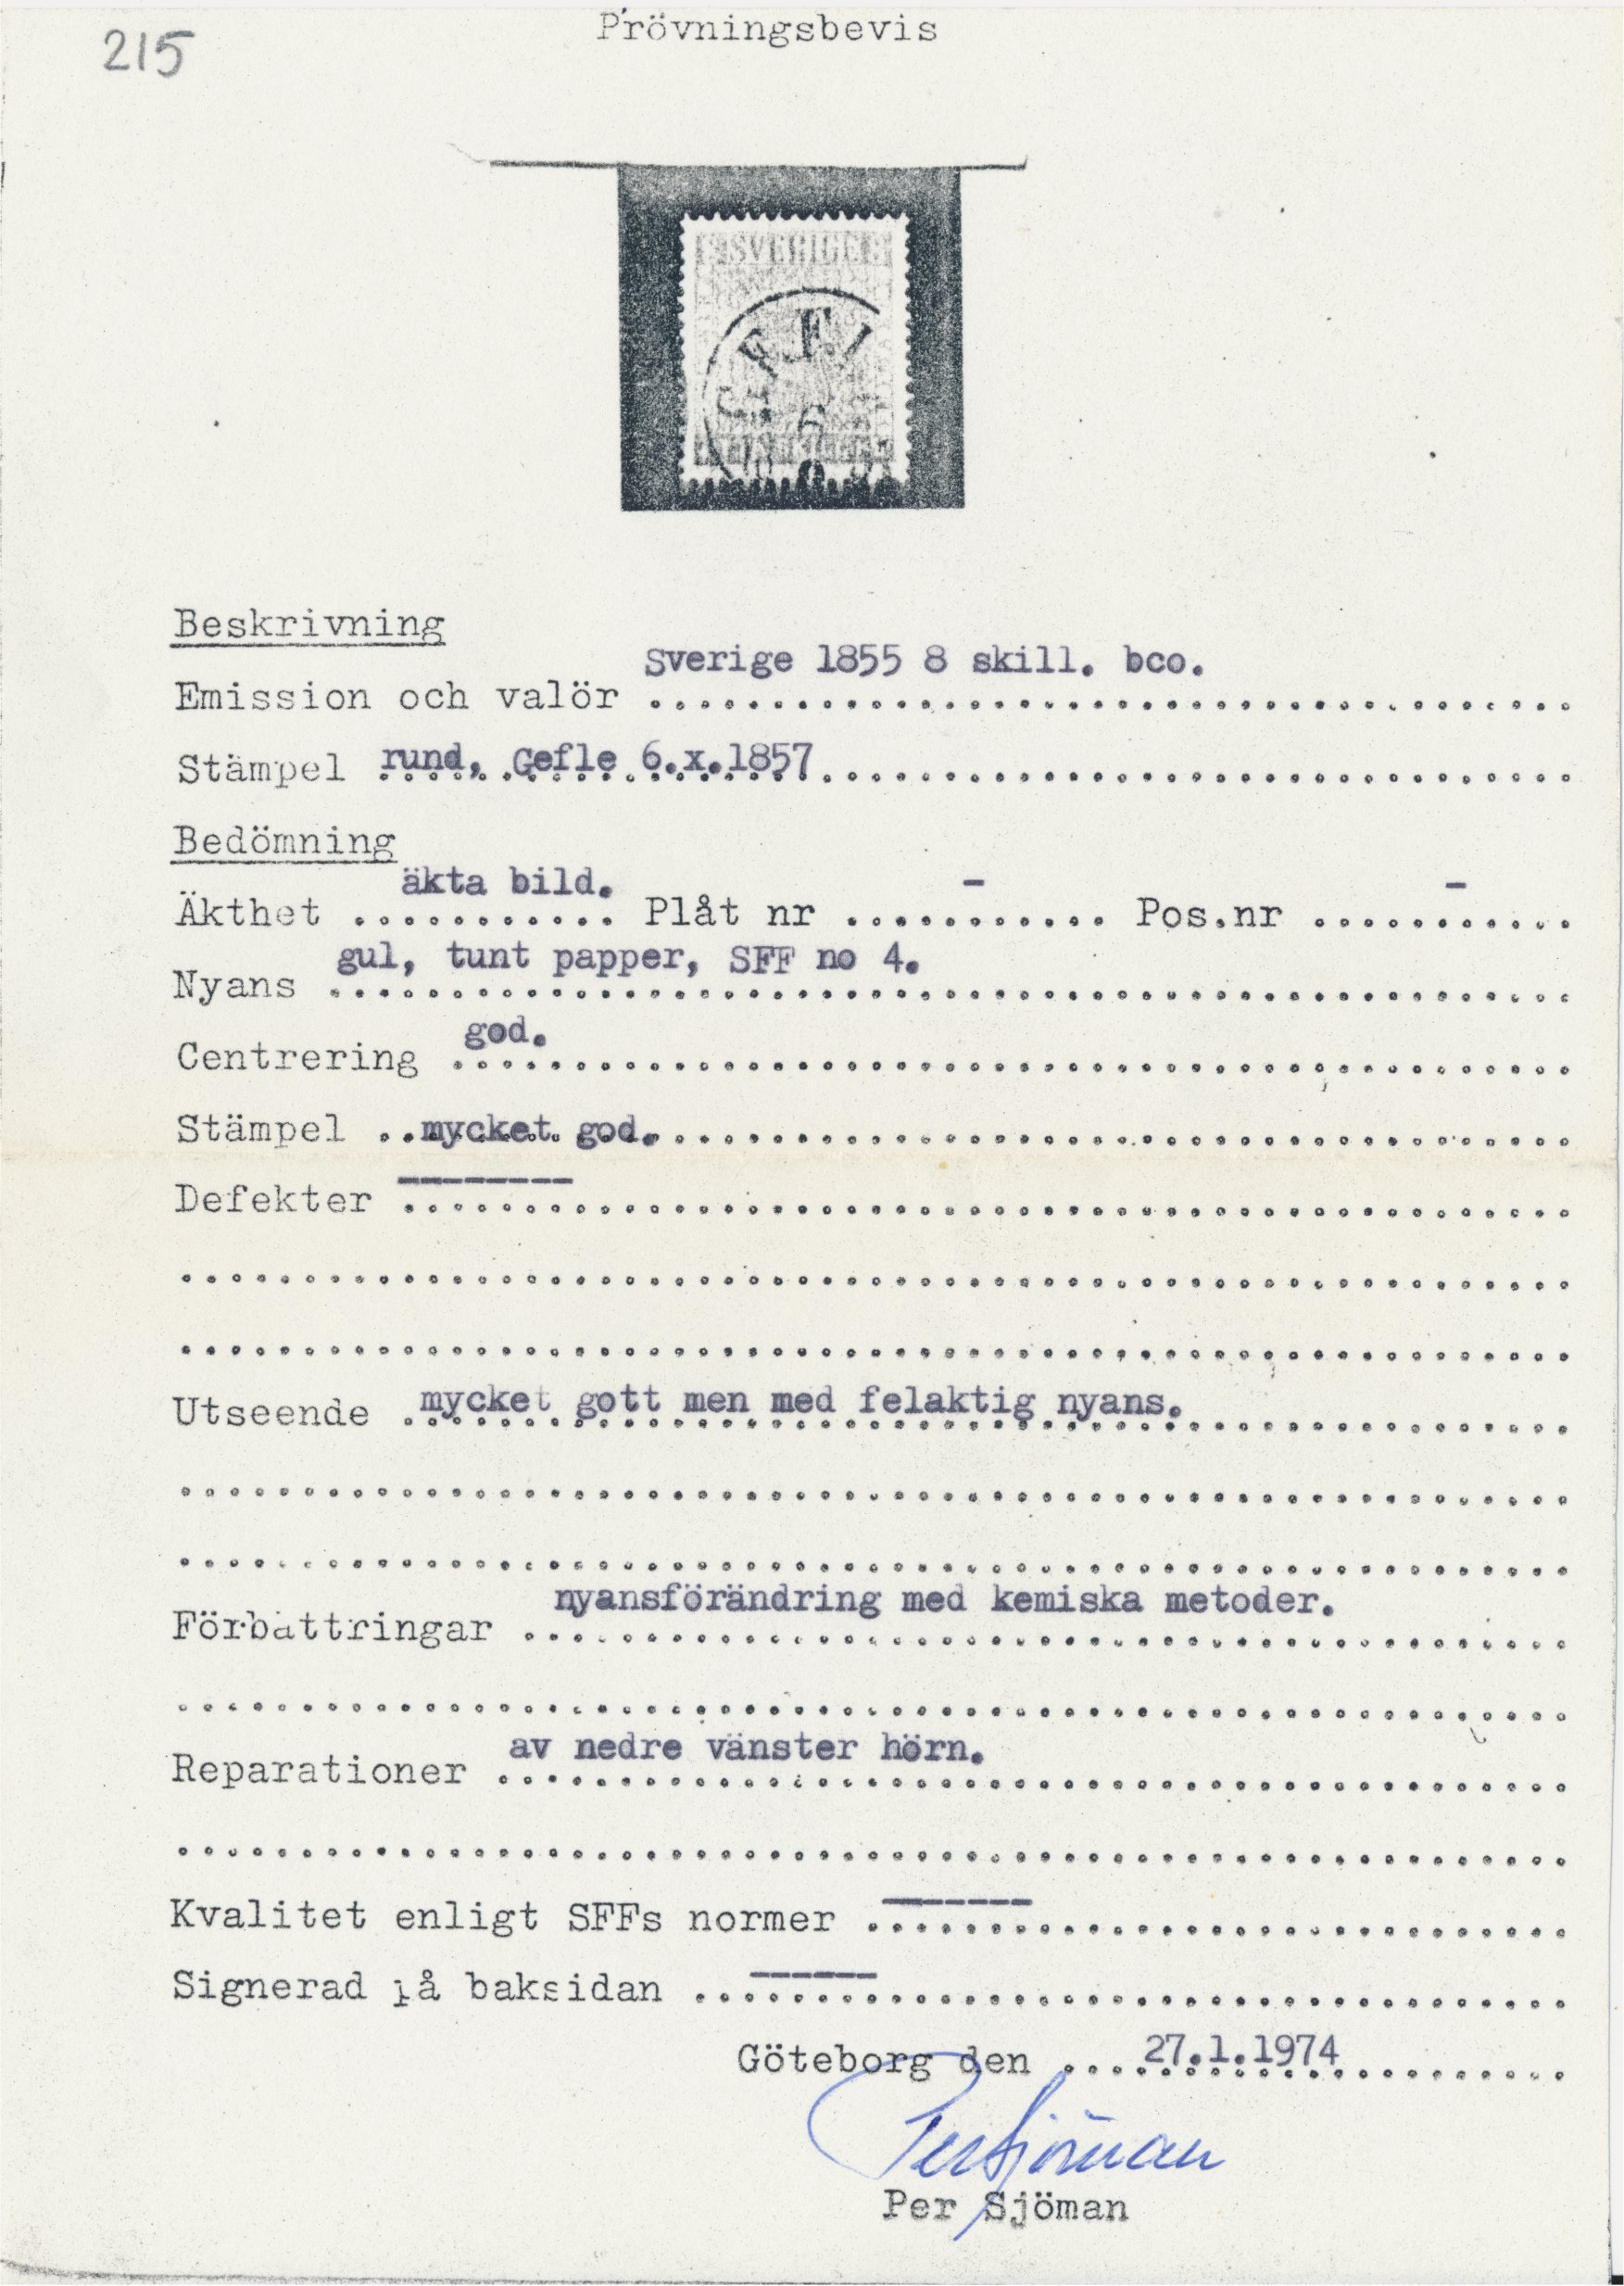 215
Prövningsbevis
SVERIGE
Beskrivning
Sverige 1855 8 skill. bco.
Emission och valör
Stämpel rund, Gefle 6.x.1857
Bedömning
äkta bild. - -
Äkthet Plåt nr Pos.nr
gul, tunt papper, SFF no 4.
Nyans
god.
Centrering
Stämpel mycket god.
-------
Defekter
Utseende mycket gott men med felaktig nyans.
nyansförändring med kemiska metoder.
Förbättringar
av nedre vänster hörn.
Reparationer
------
Kvalitet enligt SFFs normer
-----
Signerad på baksidan
Göteborg den 27.1.1974
Per Sjöman
Per Sjöman